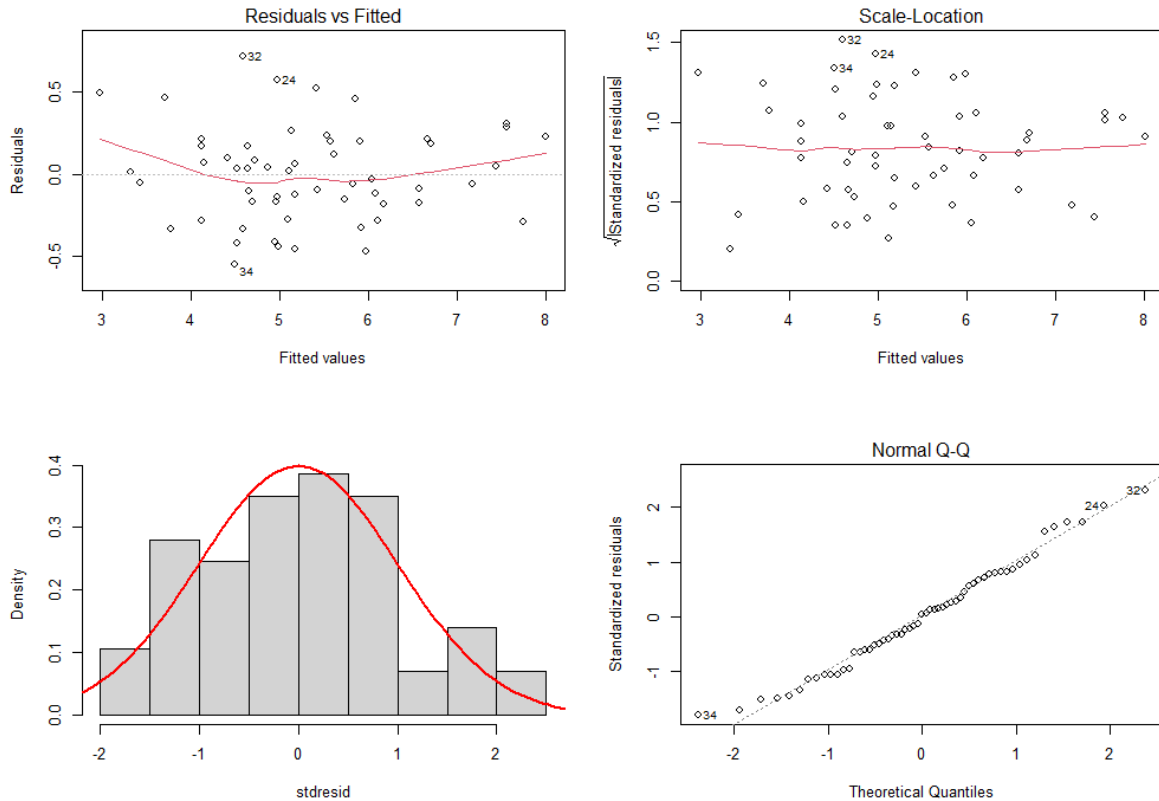 Residuals vs Fitted
Residuals
0.5
0.0
-0.5
32
24
34
3 4 5 6 7 8
Fitted values
Scale-Location
√|Standardized residuals|
1.5
1.0
0.5
0.0
32
24
34
3 4 5 6 7 8
Fitted values
Density
0.4
0.3
0.2
0.1
0.0
-2 -1 0 1 2
stdresid
Normal Q-Q
Standardized residuals
2
1
0
-1
32
24
34
-2 -1 0 1 2
Theoretical Quantiles